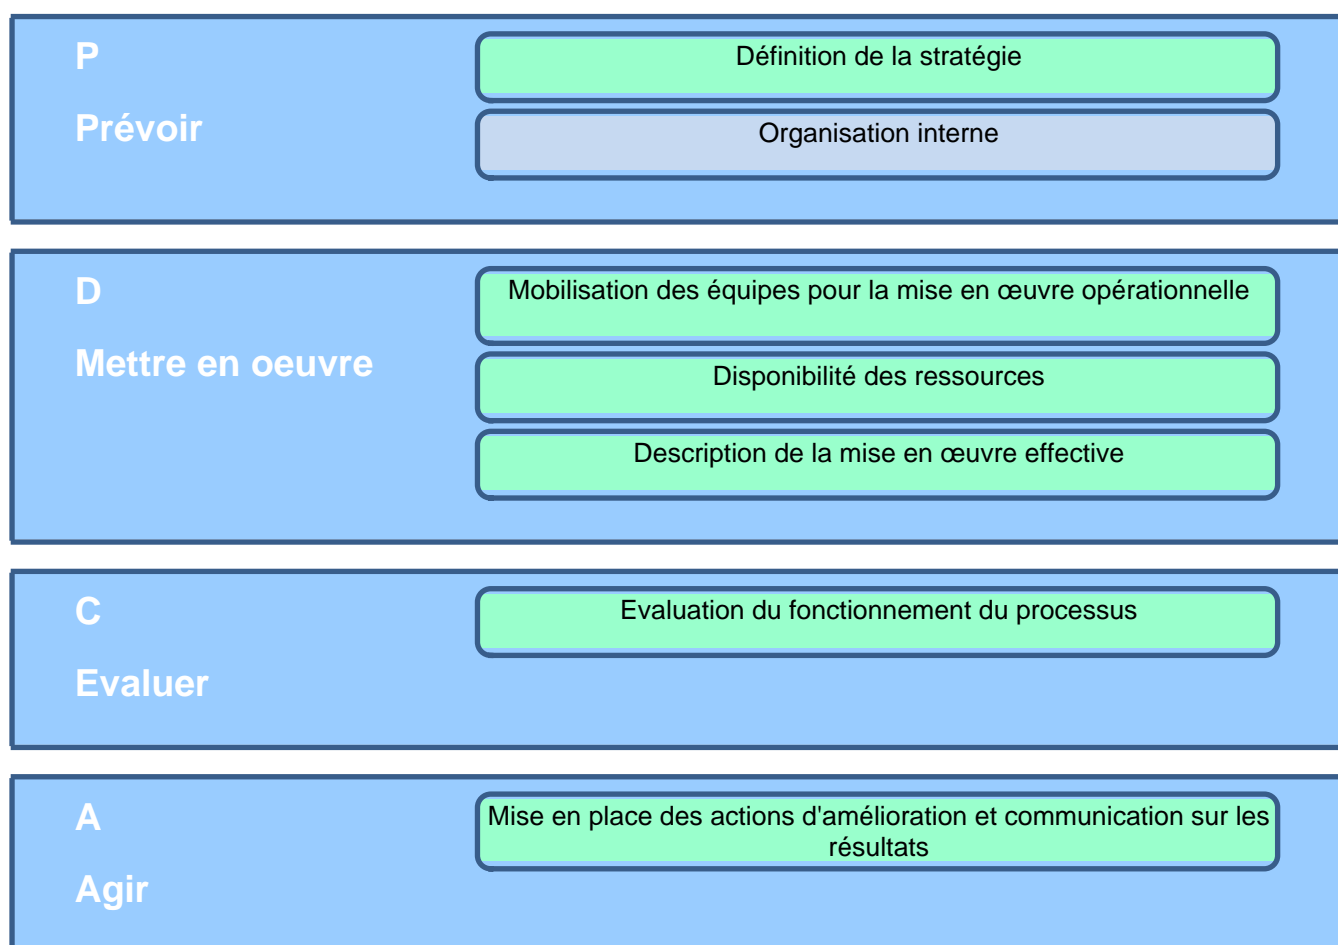 P
Prévoir
Définition de la stratégie
Organisation interne
D
Mettre en oeuvre
Mobilisation des équipes pour la mise en œuvre opérationnelle
Disponibilité des ressources
Description de la mise en œuvre effective
C
Evaluer
Evaluation du fonctionnement du processus
A
Agir
Mise en place des actions d'amélioration et communication sur les
résultats